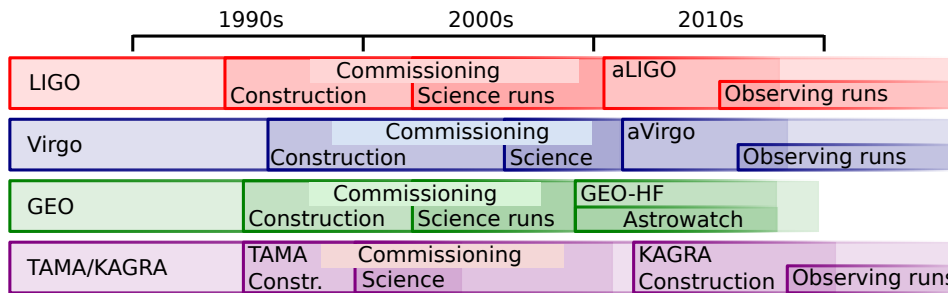 1990s 2000s 2010s
LIGO
Commissioning
aLIGO
Construction
Science runs
Observing runs
Virgo
Commissioning
aVirgo
Construction
Science
Observing runs
GEO
Commissioning
GEO-HF
Construction
Science runs
Astrowatch
TAMA/KAGRA
TAMA
Constr.
Commissioning
Science
KAGRA
Construction
Observing runs